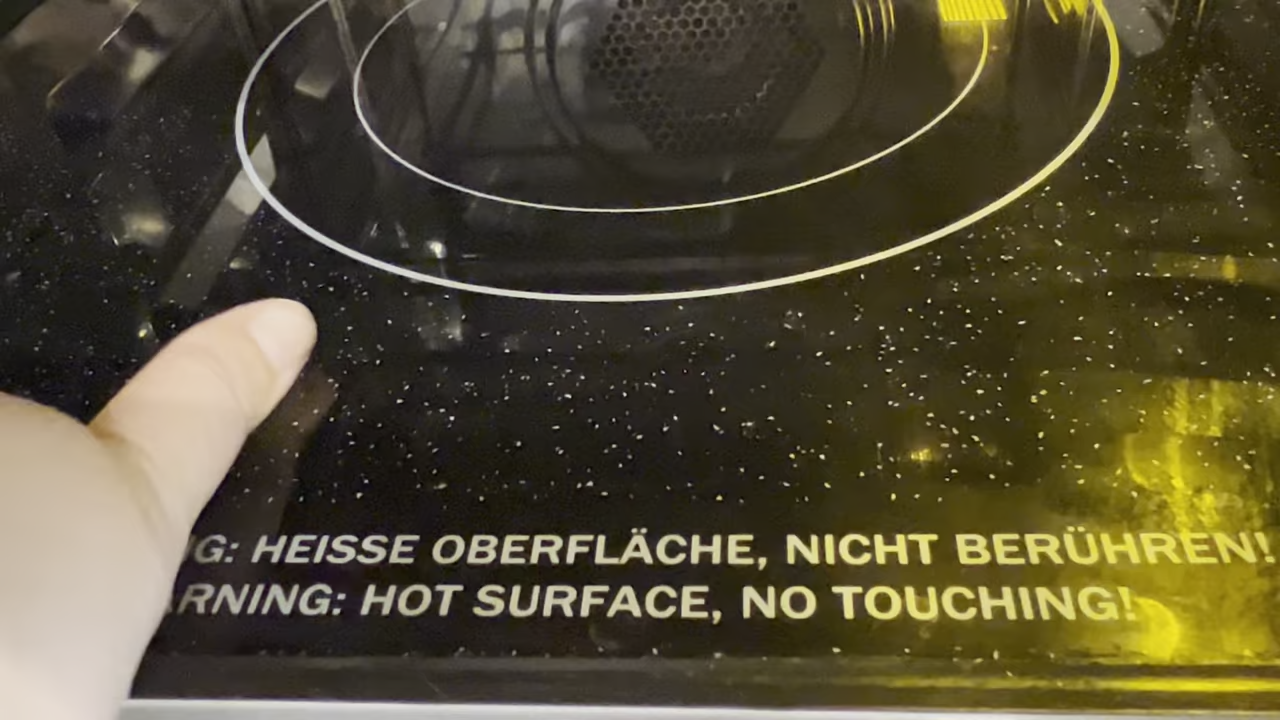 HEISSE OBERFLÄCHE, NICHT BERÜHREN!
HOT SURFACE, NO TOUCHING!